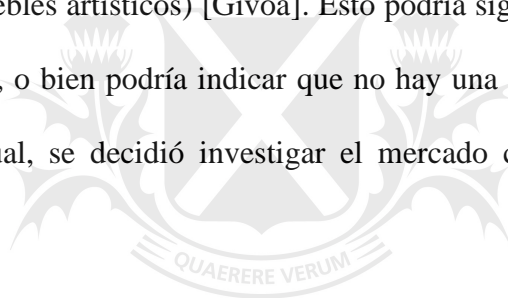 ebles artísticos) [Givoa]. Esto podría sig
, o bien podría indicar que no hay una
al, se decidió investigar el mercado
QUAERERE VERUM